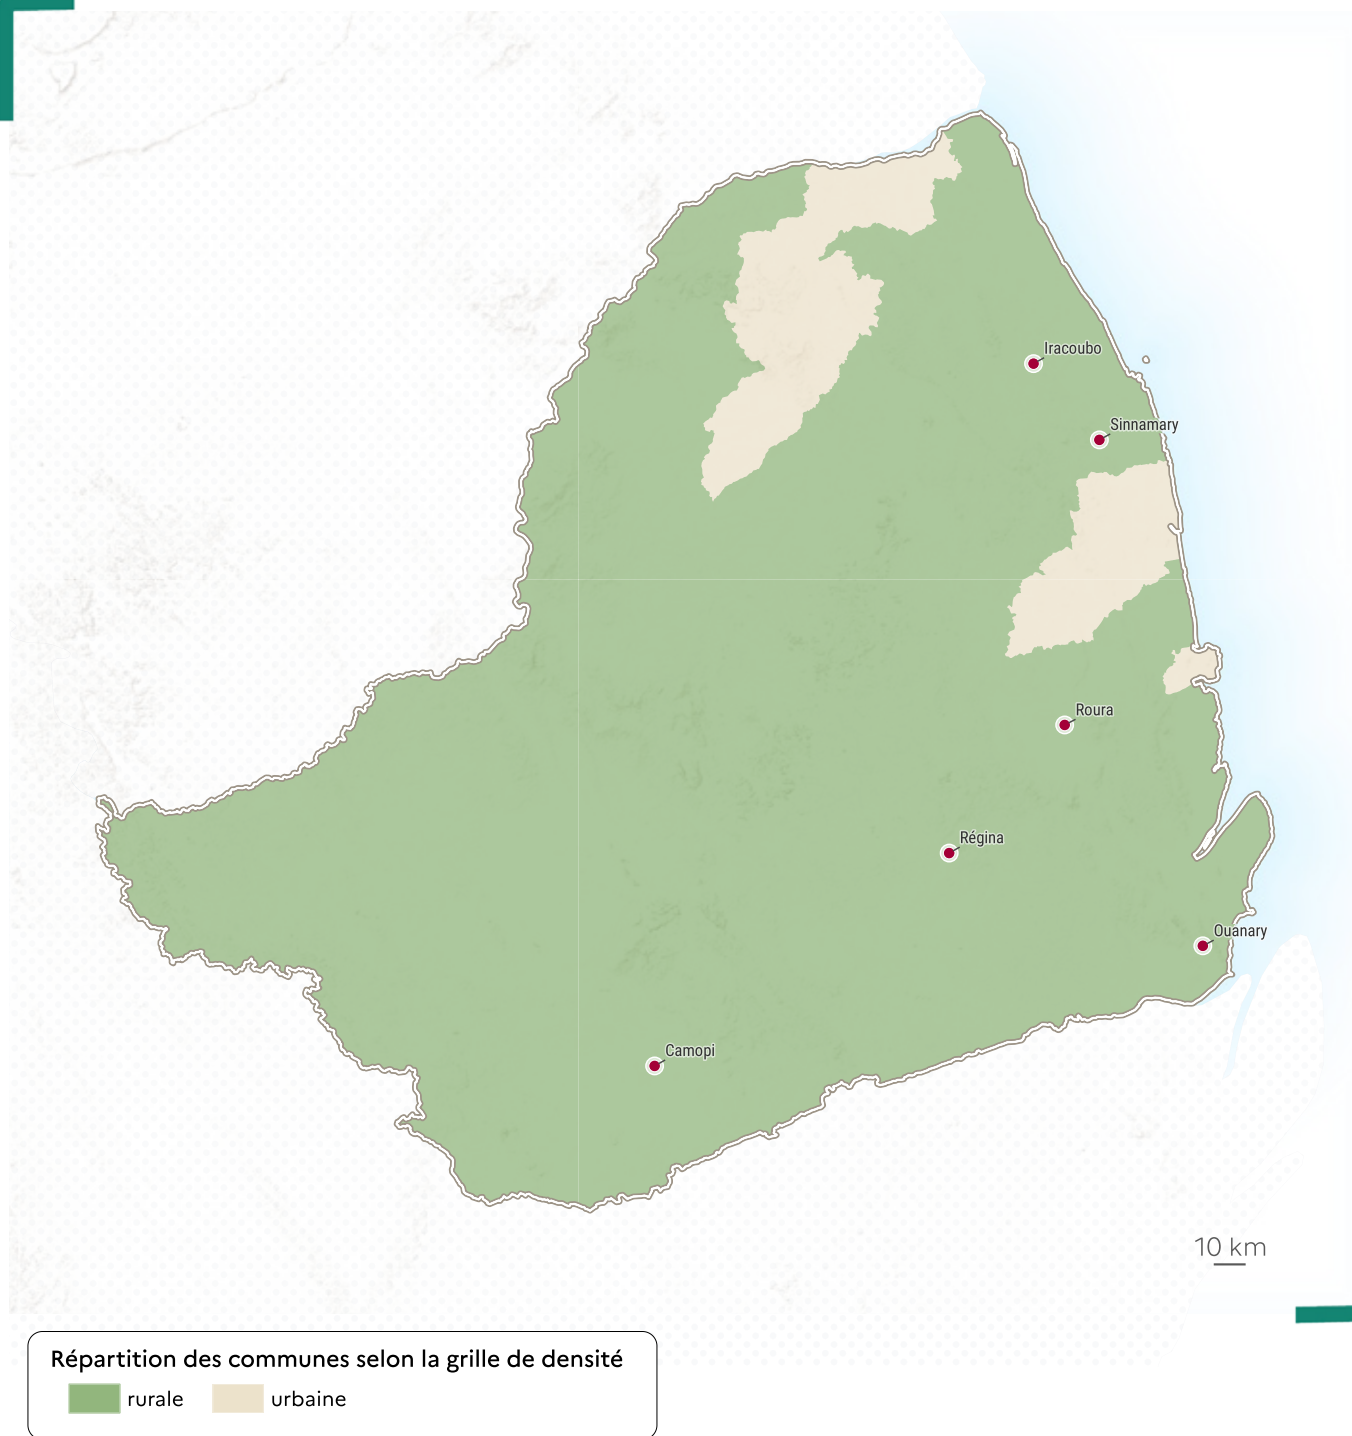 Iracoubo
Sinnamary
Roura
Régina
Ouanary
Camopi
10 km
Répartition des communes selon la grille de densité
rurale urbaine